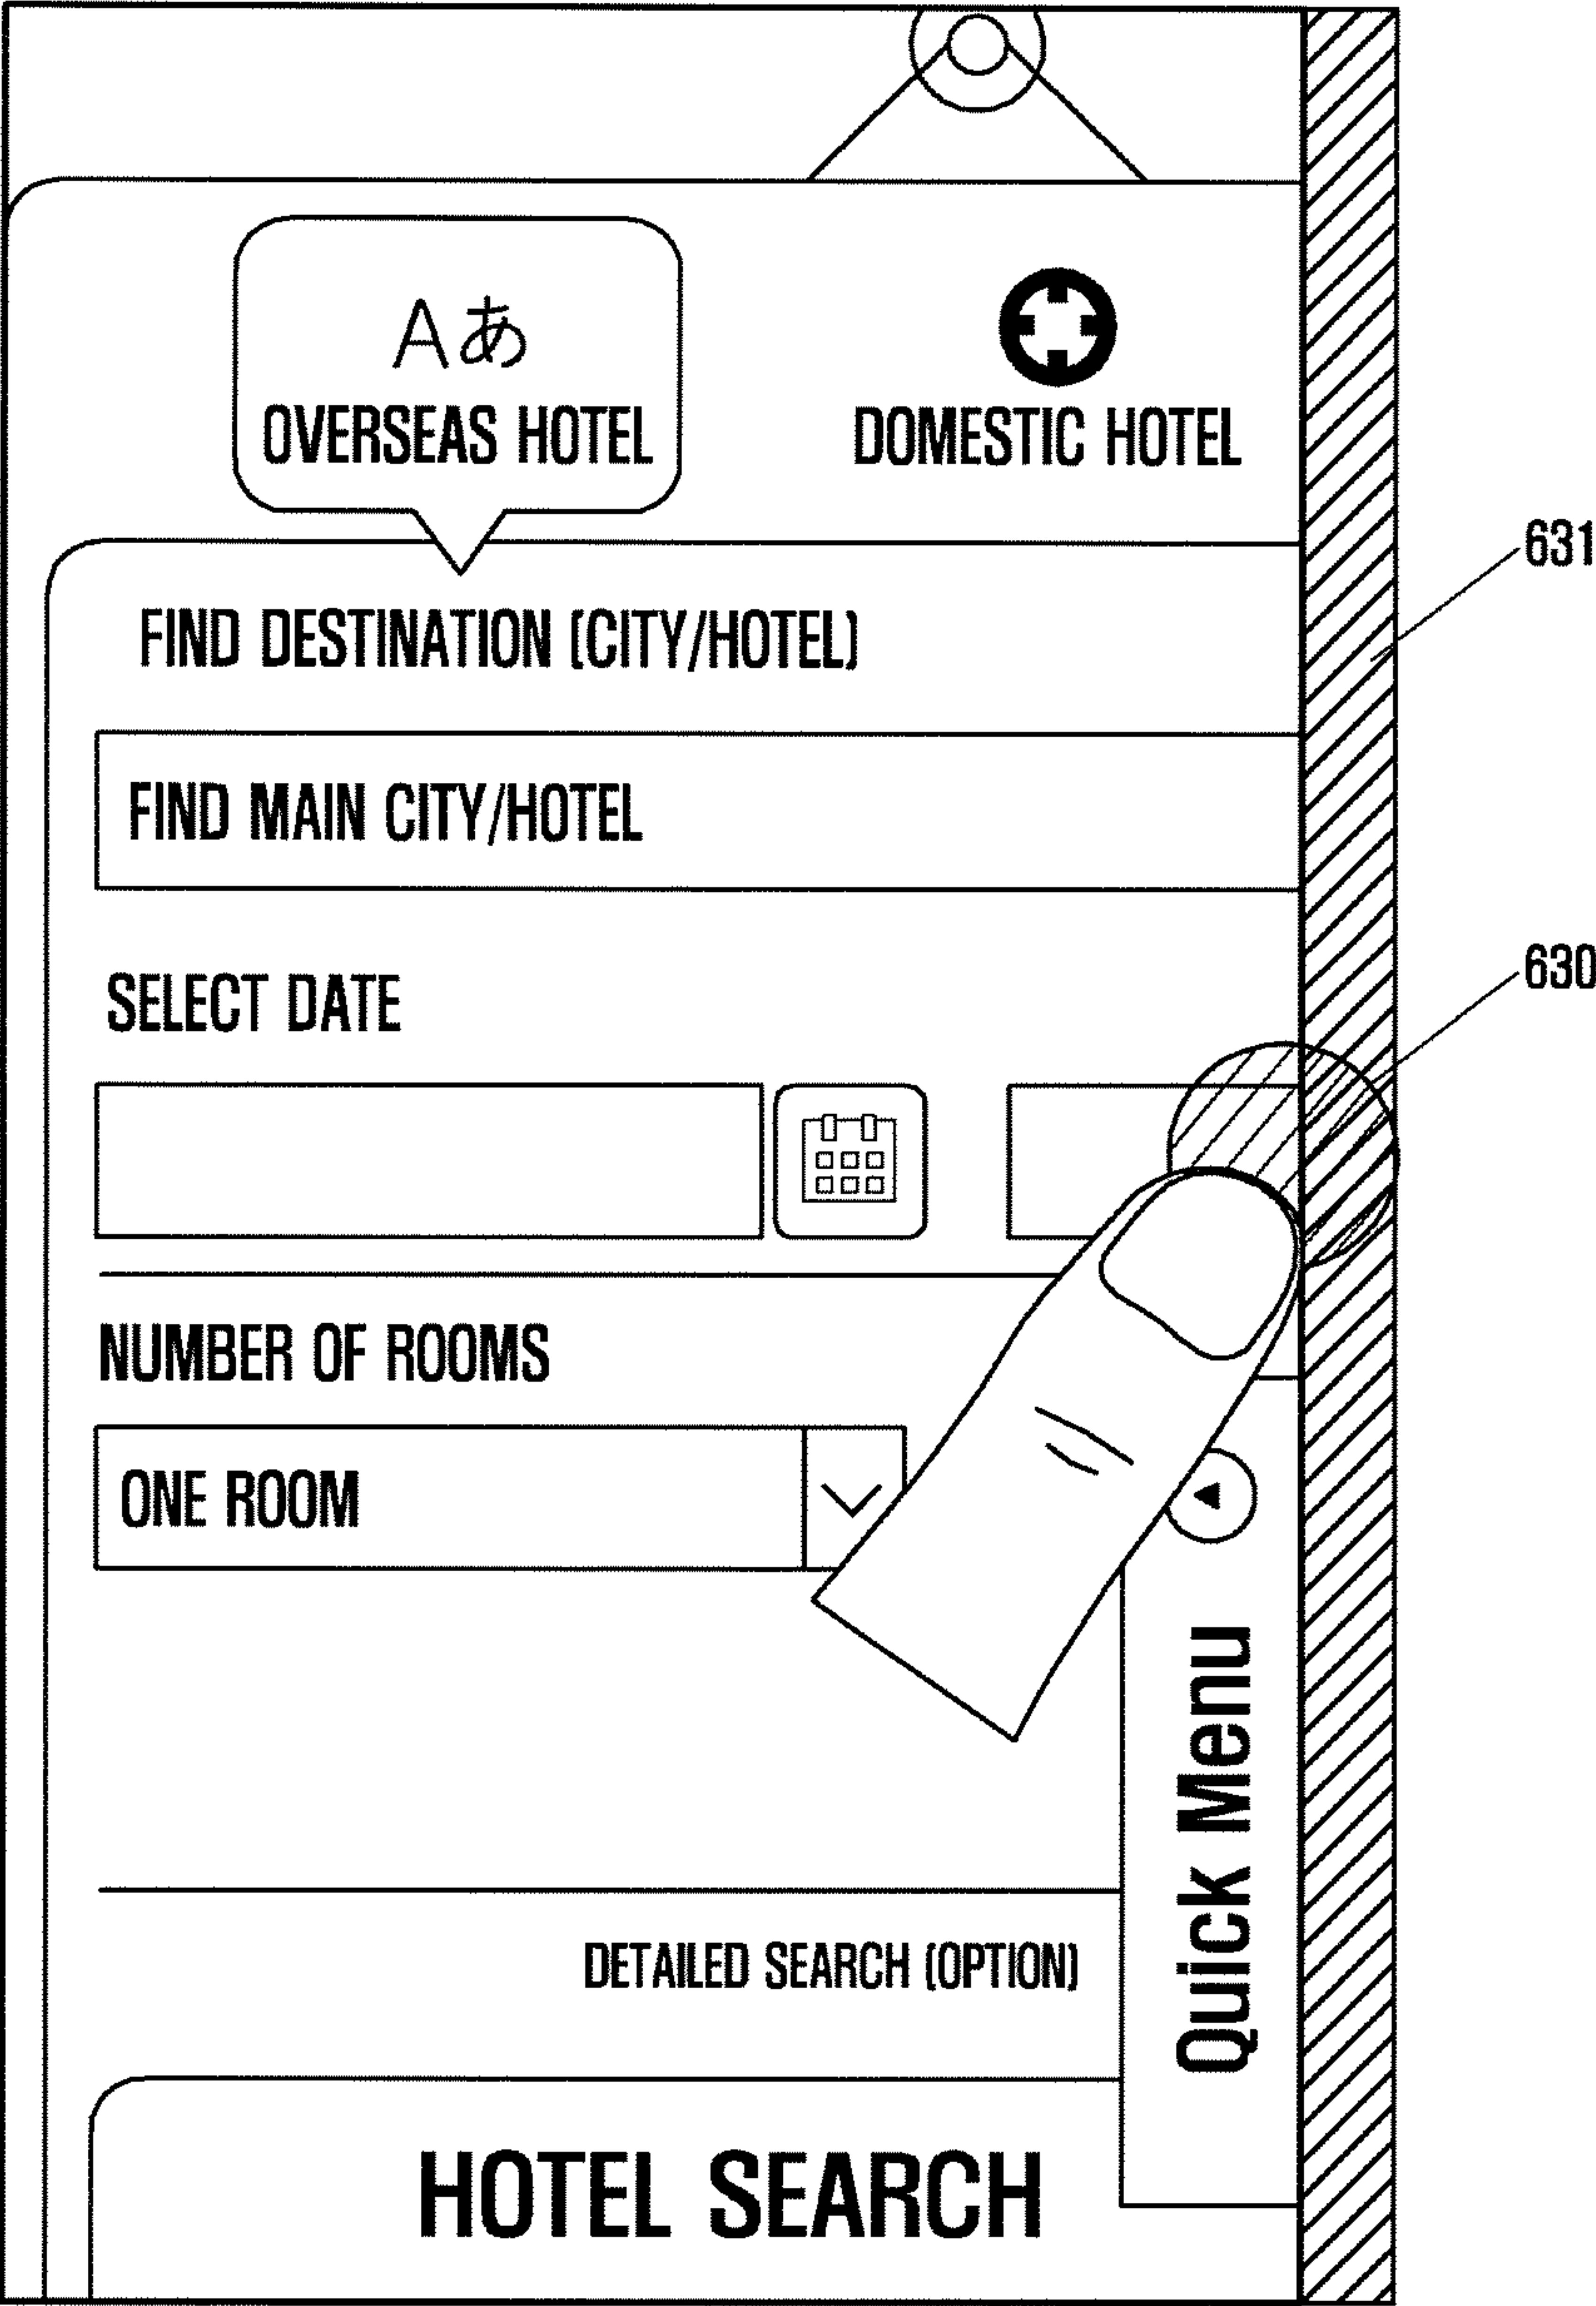 Aあ
OVERSEAS HOTEL
DOMESTIC HOTEL
631
FIND DESTINATION (CITY/HOTEL)
FIND MAIN CITY/HOTEL
630
SELECT DATE
NUMBER OF ROOMS
ONE ROOM
Quick Menu
DETAILED SEARCH (OPTION)
HOTEL SEARCH